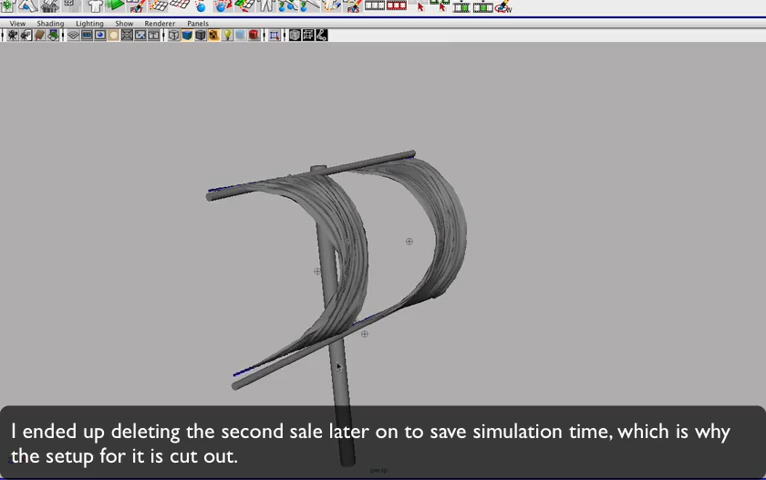 View Shading Lighting Show Renderer Panels
persp
I ended up deleting the second sale later on to save simulation time, which is why
the setup for it is cut out.